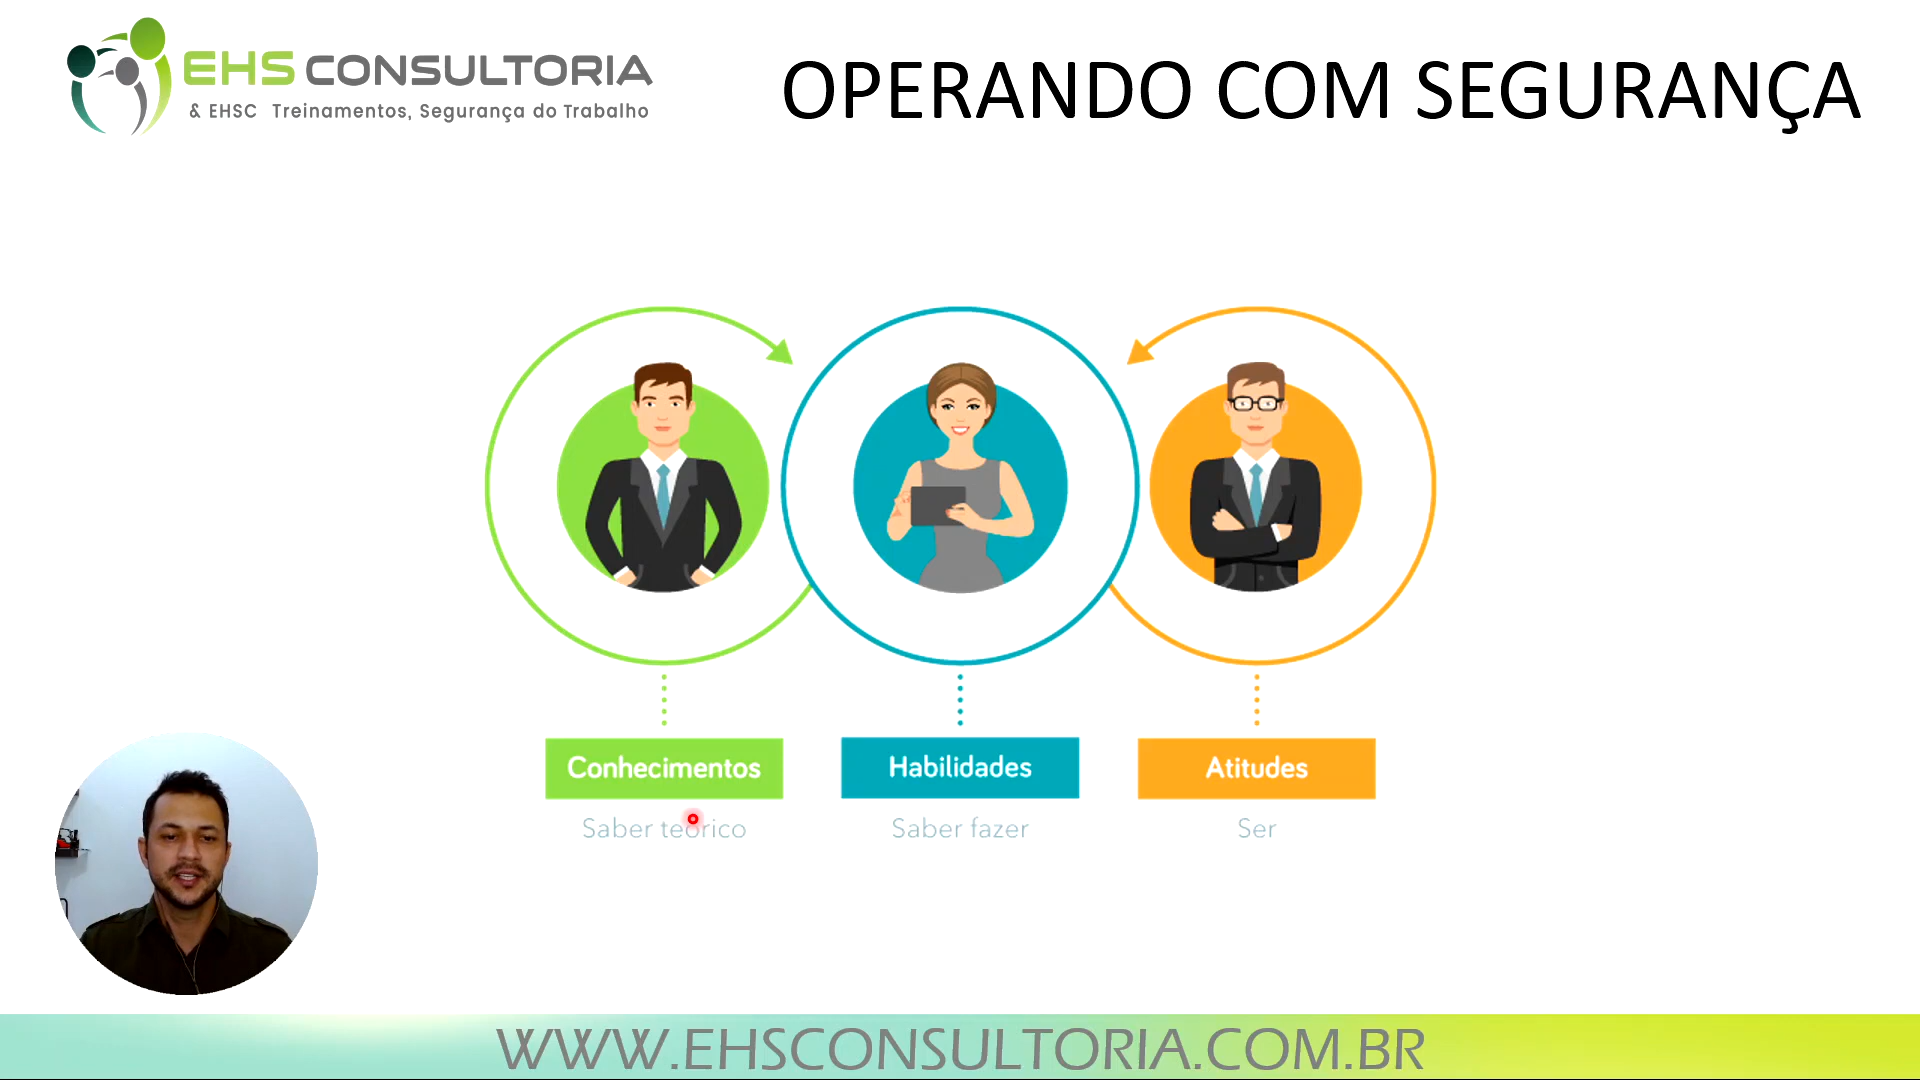 EHS CONSULTORIA
& EHSC Treinamentos, Segurança do Trabalho
OPERANDO COM SEGURANÇA
Conhecimentos
Habilidades
Atitudes
Saber teórico
Saber fazer
Ser
WWW.EHSCONSULTORIA.COM.BR